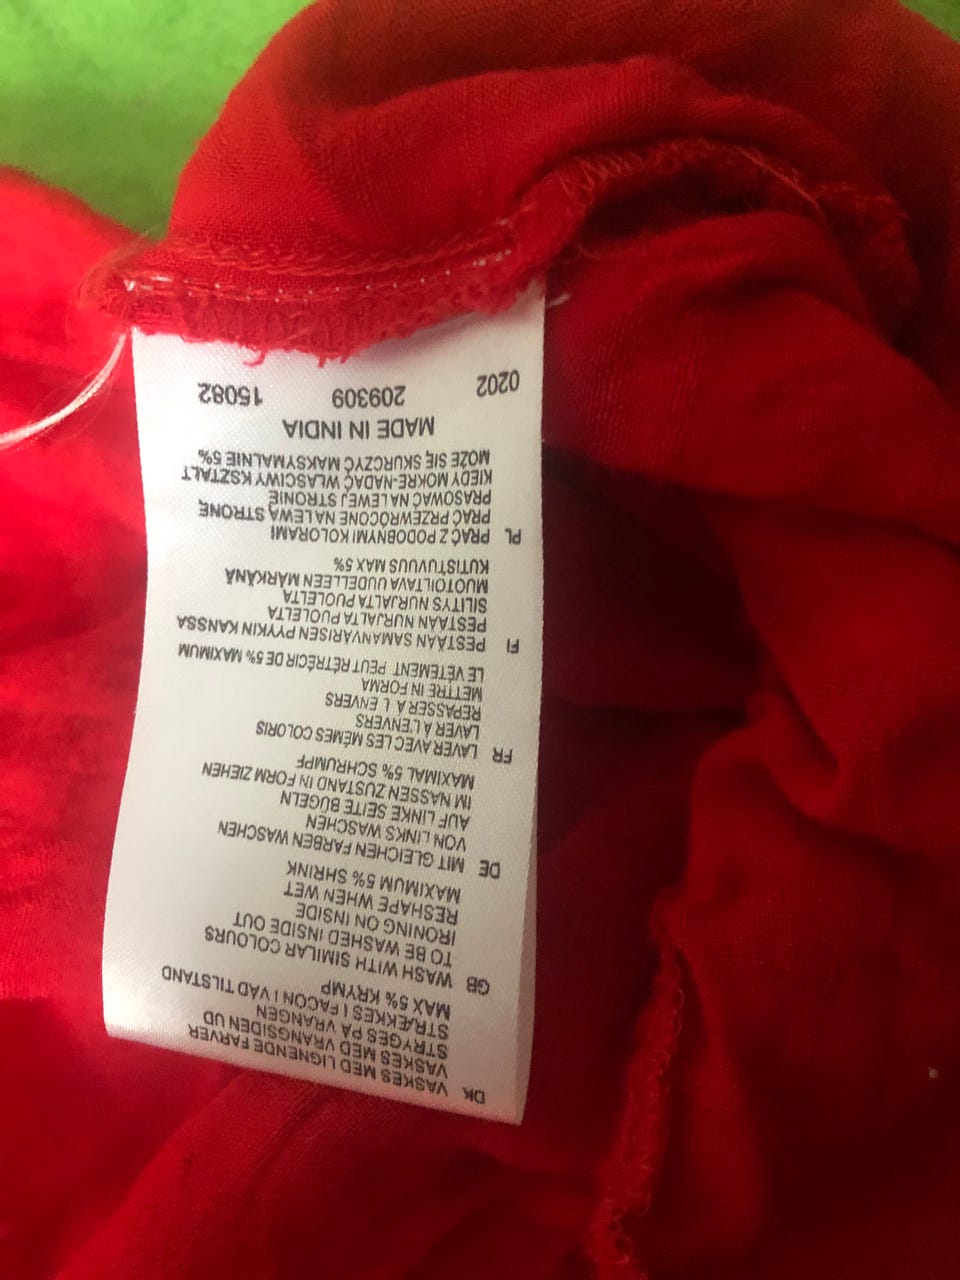 DK VASKES MED LIGNENDE FARVER
VASKES MED VRANGSIDEN UD
STRYGES PÅ VRANGEN
STRÆKKES I FACON I VÅD TILSTAND
MAX 5% KRYMP
GB WASH WITH SIMILAR COLOURS
TO BE WASHED INSIDE OUT
IRONING ON INSIDE
RESHAPE WHEN WET
MAXIMUM 5% SHRINK
DE MIT GLEICHEN FARBEN WASCHEN
VON LINKS WASCHEN
AUF LINKE SEITE BÜGELN
IM NASSEN ZUSTAND IN FORM ZIEHEN
MAXIMAL 5% SCHRUMPF
FR LAVER AVEC LES MÊMES COLORIS
LAVER A L'ENVERS
REPASSER A L ENVERS
METTRE IN FORMA
LE VÊTEMENT PEUT RÉTRÉCIR DE 5% MAXIMUM
FI PESTÄÄN SAMANVÄRISEN PYYKIN KANSSA
PESTÄÄN NURJALTA PUOLELTA
SILITYS NURJALTA PUOLELTA
MUOTOILTAVA UUDELLEEN MÄRKÄNÄ
KUTISTUVUUS MAX 5%
PL PRAĆ Z PODOBNYMI KOLORAMI
PRAĆ PRZEWRÓCONE NA LEWĄ STRONĘ
PRASOWAĆ NA LEWEJ STRONIE
KIEDY MOKRE-NADAĆ WŁAŚCIWY KSZTAŁT
MOŻE SIĘ SKURCZYĆ MAKSYMALNIE 5%
MADE IN INDIA
0202 209309 15082